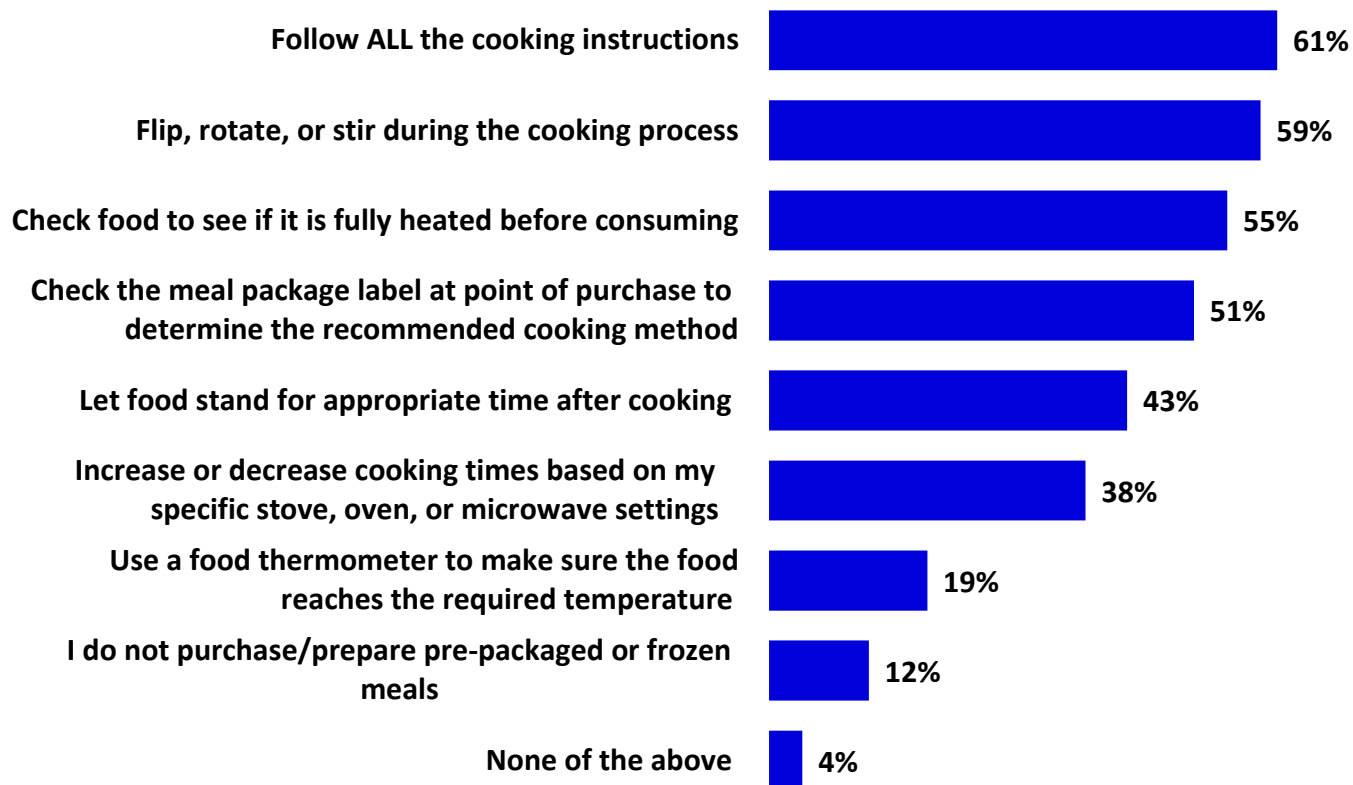 Follow ALL the cooking instructions
61%
Flip, rotate, or stir during the cooking process
59%
Check food to see if it is fully heated before consuming
55%
Check the meal package label at point of purchase to
determine the recommended cooking method
51%
Let food stand for appropriate time after cooking
43%
Increase or decrease cooking times based on my
specific stove, oven, or microwave settings
38%
Use a food thermometer to make sure the food
reaches the required temperature
19%
I do not purchase/prepare pre-packaged or frozen
meals
12%
None of the above
4%